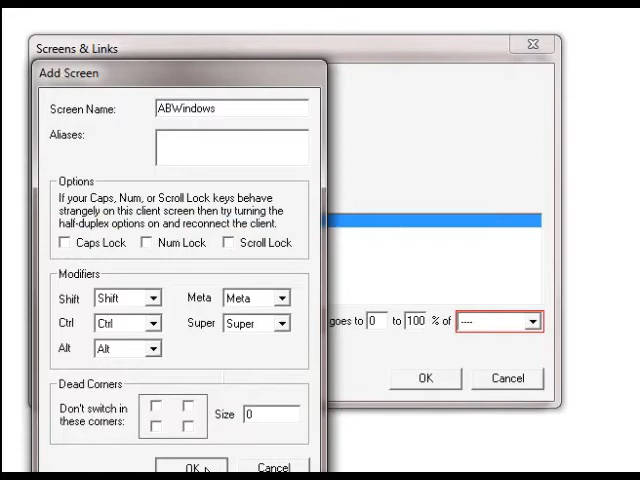 Screens & Links
Add Screen
Screen Name: ABWindows
Aliases:
Options
If your Caps, Num, or Scroll Lock keys behave
strangely on this client screen then try turning the
half-duplex options on and reconnect the client.
Caps Lock Num Lock Scroll Lock
Modifiers
Shift Shift Meta Meta
Ctrl Ctrl Super Super
Alt Alt
Dead Corners
Don't switch in
these corners:
Size 0
OK Cancel
goes to 0 to 100 % of ----
OK Cancel